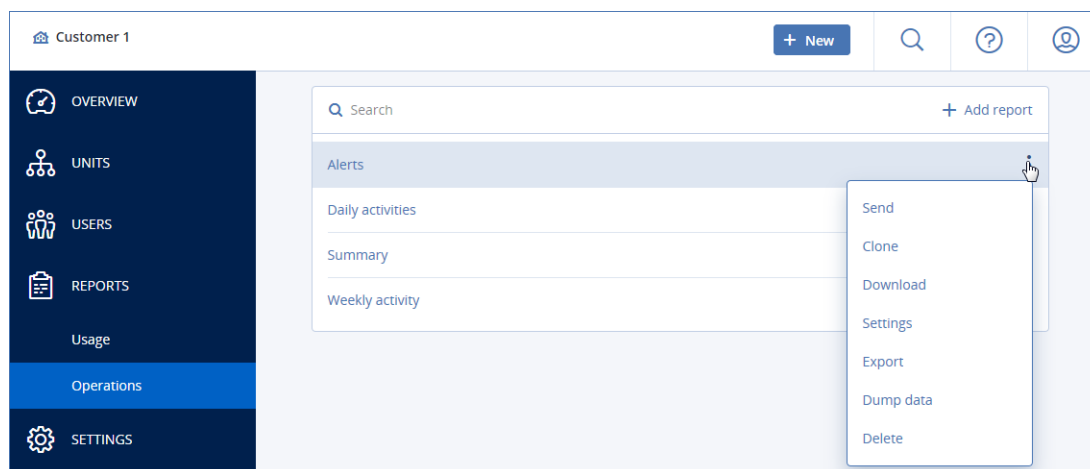 Customer 1
+ New
OVERVIEW
UNITS
USERS
REPORTS
Usage
Operations
SETTINGS
Search
+ Add report
Alerts
Daily activities
Summary
Weekly activity
Send
Clone
Download
Settings
Export
Dump data
Delete